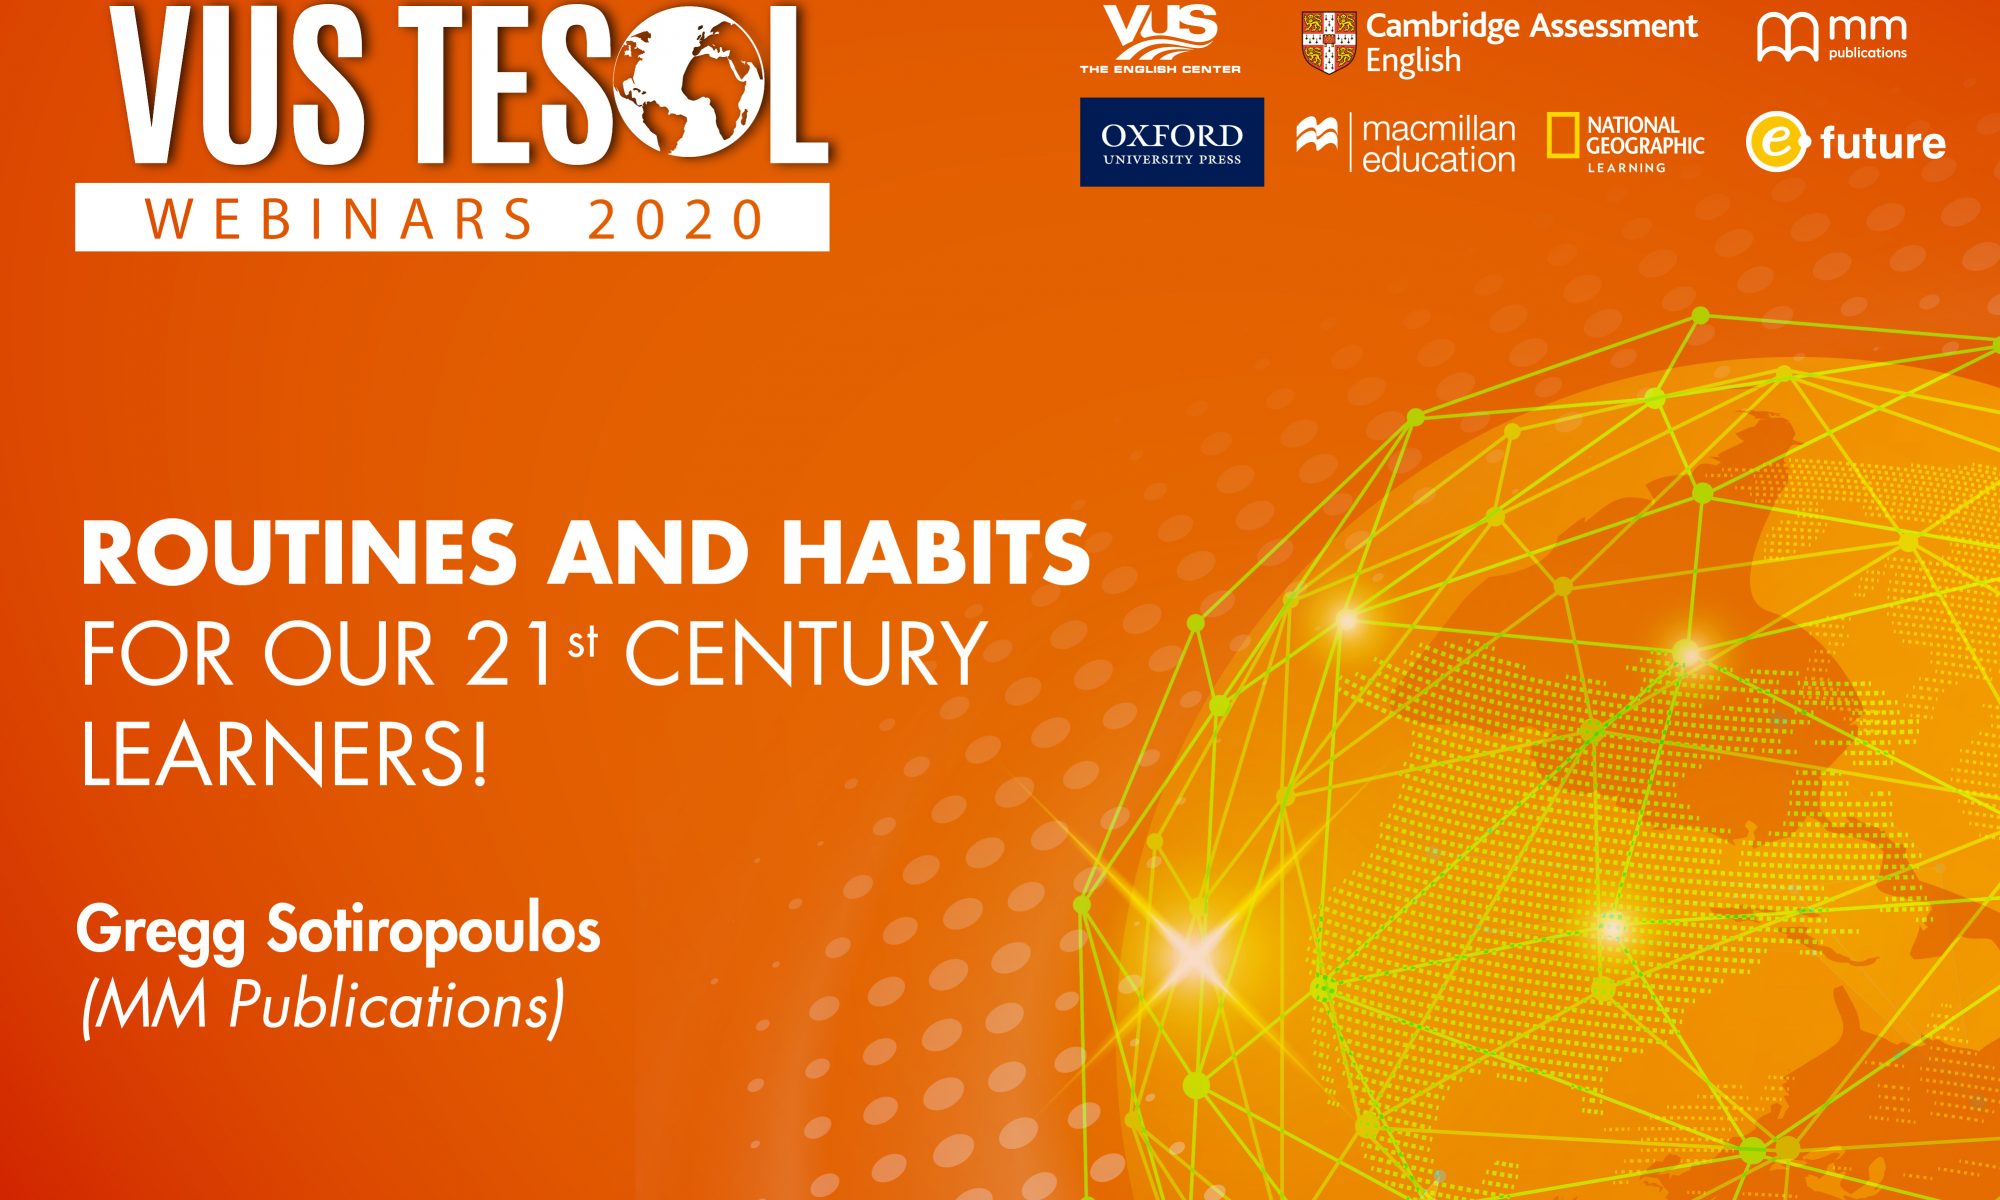 VUS TESOL
WEBINARS 2020
VUS
THE ENGLISH CENTER
Cambridge Assessment
English
mm
publications
OXFORD
UNIVERSITY PRESS
macmillan
education
NATIONAL
GEOGRAPHIC
LEARNING
e future
ROUTINES AND HABITS
FOR OUR 21st CENTURY
LEARNERS!
Gregg Sotiropoulos
(MM Publications)